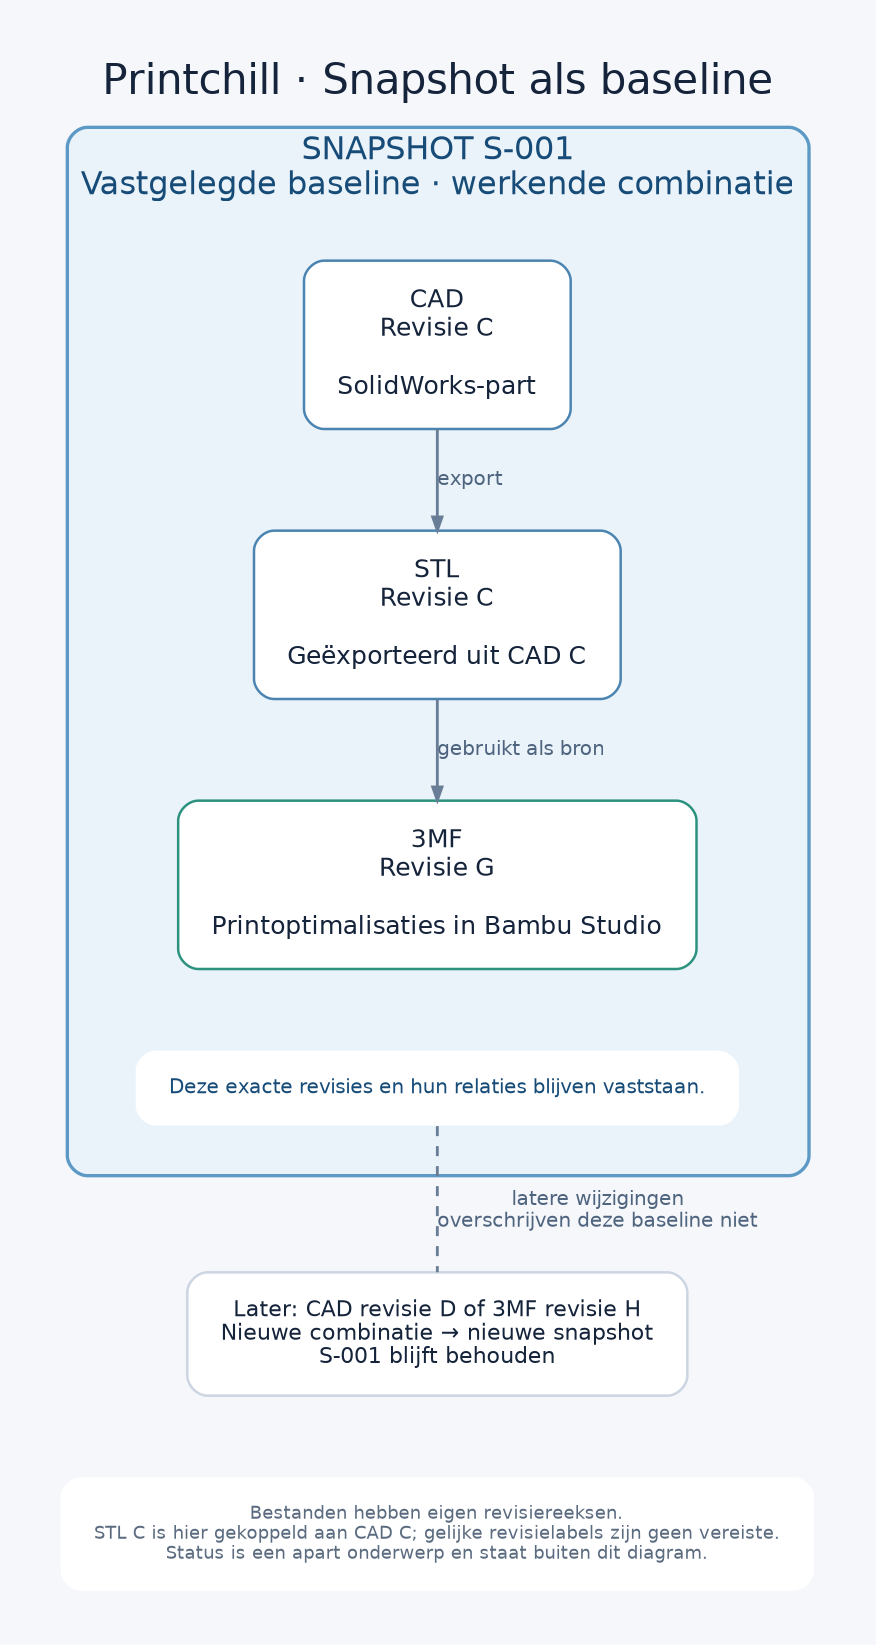 Printchill · Snapshot als baseline
SNAPSHOT S-001
Vastgelegde baseline · werkende combinatie
CAD
Revisie C
SolidWorks-part
export
STL
Revisie C
Geëxporteerd uit CAD C
gebruikt als bron
3MF
Revisie G
Printoptimalisaties in Bambu Studio
Deze exacte revisies en hun relaties blijven vaststaan.
latere wijzigingen
overschrijven deze baseline niet
Later: CAD revisie D of 3MF revisie H
Nieuwe combinatie → nieuwe snapshot
S-001 blijft behouden
Bestanden hebben eigen revisiereeksen.
STL C is hier gekoppeld aan CAD C; gelijke revisielabels zijn geen vereiste.
Status is een apart onderwerp en staat buiten dit diagram.